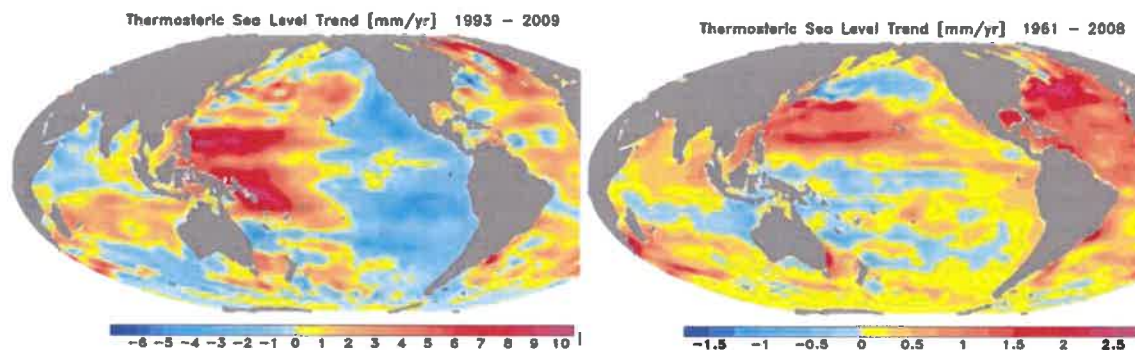 Thermosteric Sea Level Trend [mm/yr] 1993 – 2009
Thermosteric Sea Level Trend [mm/yr] 1961 – 2008
-6 -5 -4 -3 -2 -1 0 1 2 3 4 5 6 7 8 9 10
-1.5 -1 -0.5 0 0.5 1 1.5 2 2.5